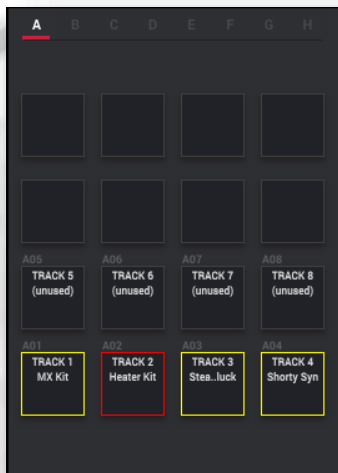 A B C D E F G H
A05 A06 A07 A08
TRACK 5 TRACK 6 TRACK 7 TRACK 8
(unused) (unused) (unused) (unused)
A01 A02 A03 A04
TRACK 1 TRACK 2 TRACK 3 TRACK 4
MX Kit Heater Kit Stea..luck Shorty Syn